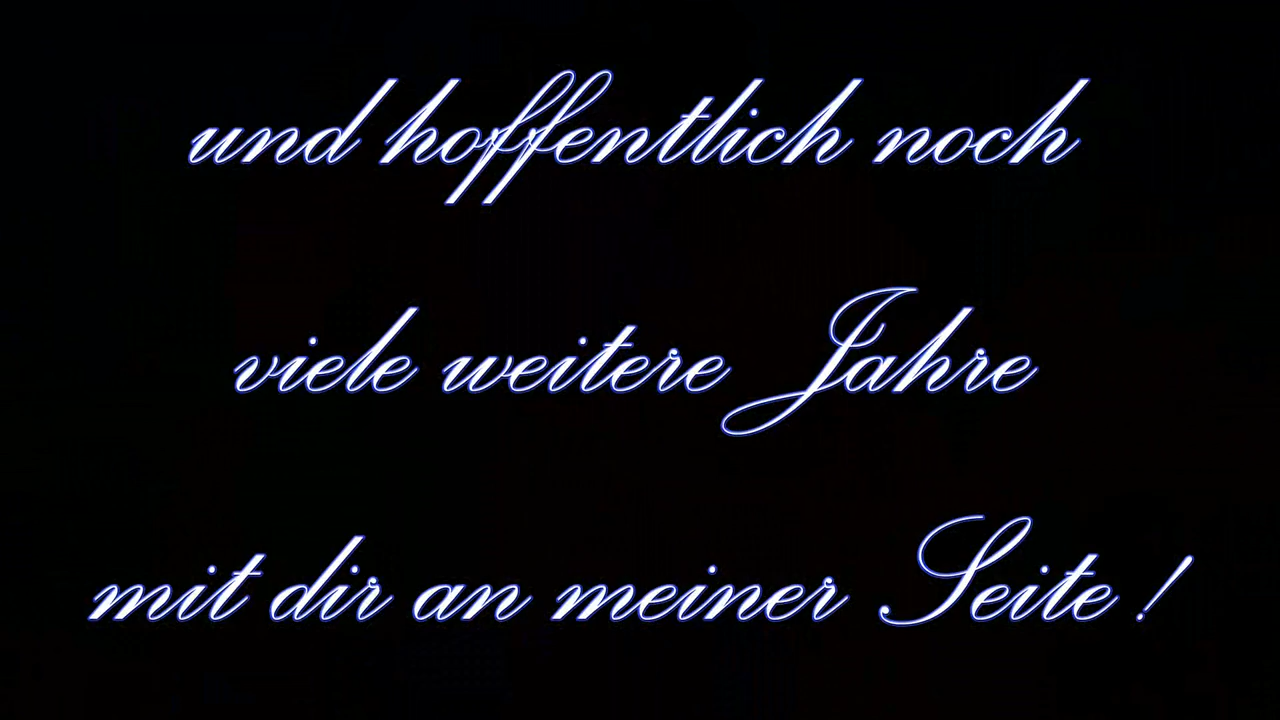 und hoffentlich noch
viele weitere Jahre
mit dir an meiner Seite !